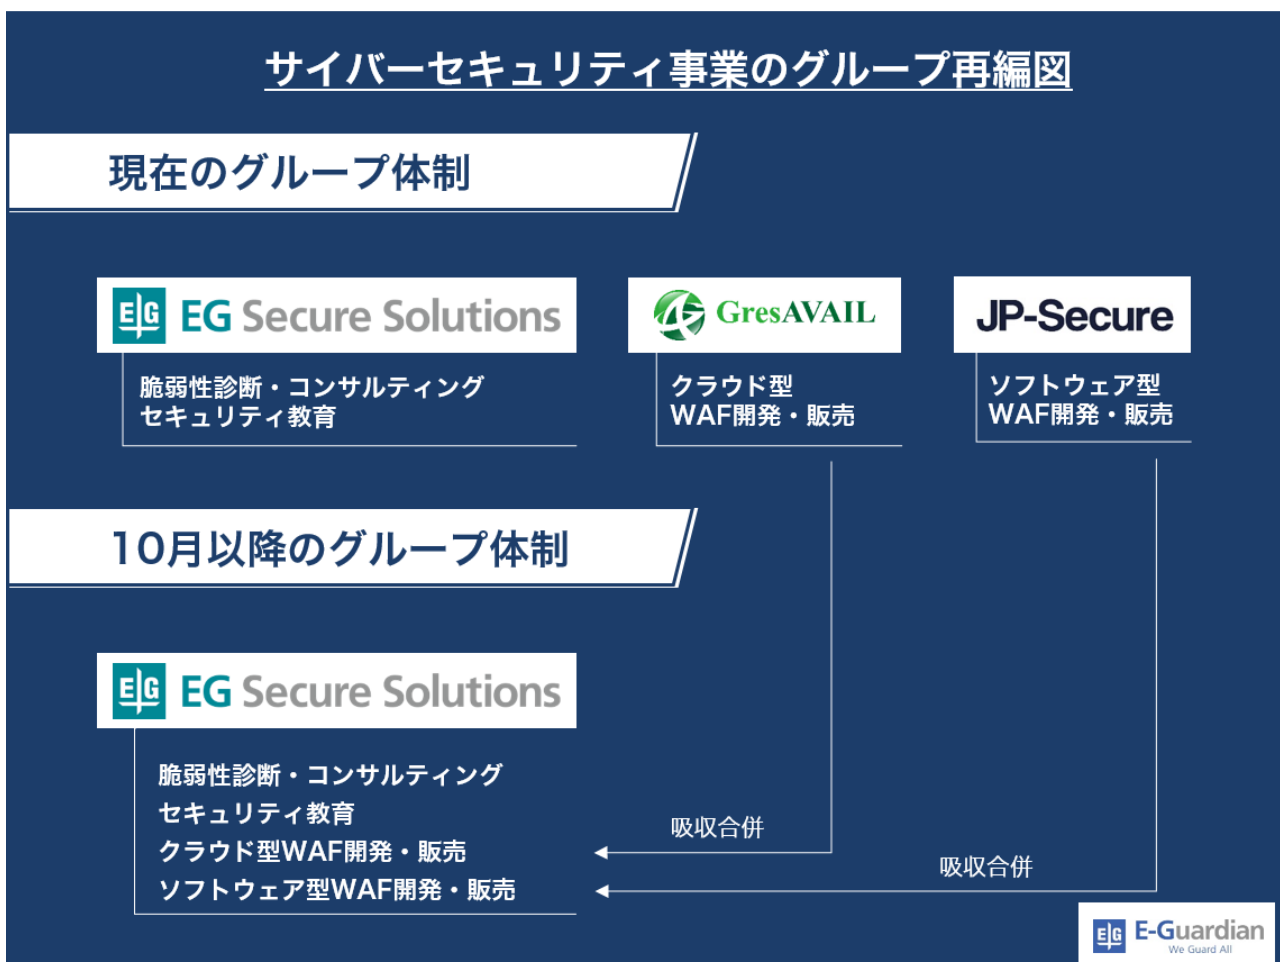 サイバーセキュリティ事業のグループ再編図
現在のグループ体制
EG EG Secure Solutions
脆弱性診断・コンサルティング
セキュリティ教育
GresAVAIL
クラウド型
WAF開発・販売
JP-Secure
ソフトウェア型
WAF開発・販売
10月以降のグループ体制
EG EG Secure Solutions
脆弱性診断・コンサルティング
セキュリティ教育
クラウド型WAF開発・販売
ソフトウェア型WAF開発・販売
吸収合併
吸収合併
EG E-Guardian
We Guard All